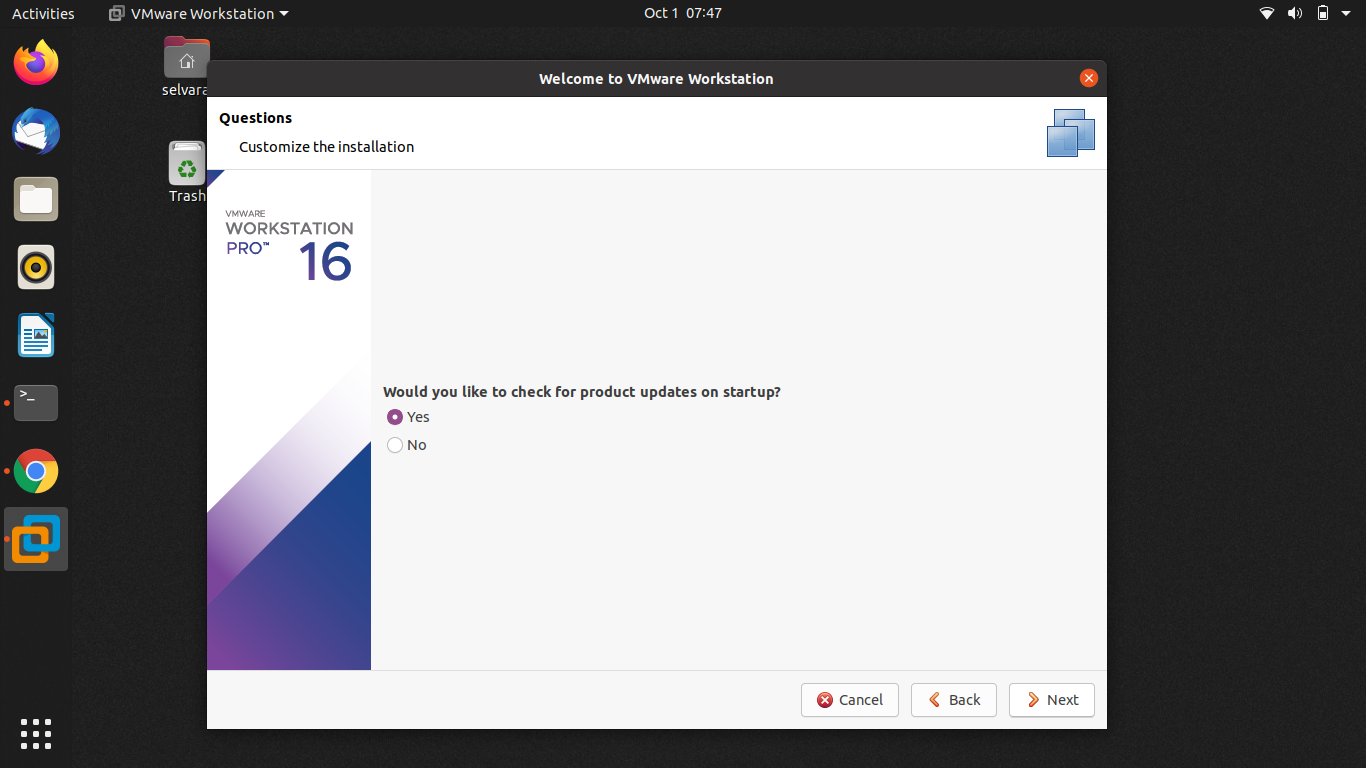 Activities
VMware Workstation
Oct 1 07:47
selvara
Trash
Welcome to VMware Workstation
Questions
Customize the installation
VMWARE
WORKSTATION
PRO™ 16
Would you like to check for product updates on startup?
Yes
No
>_
Cancel
Back
Next